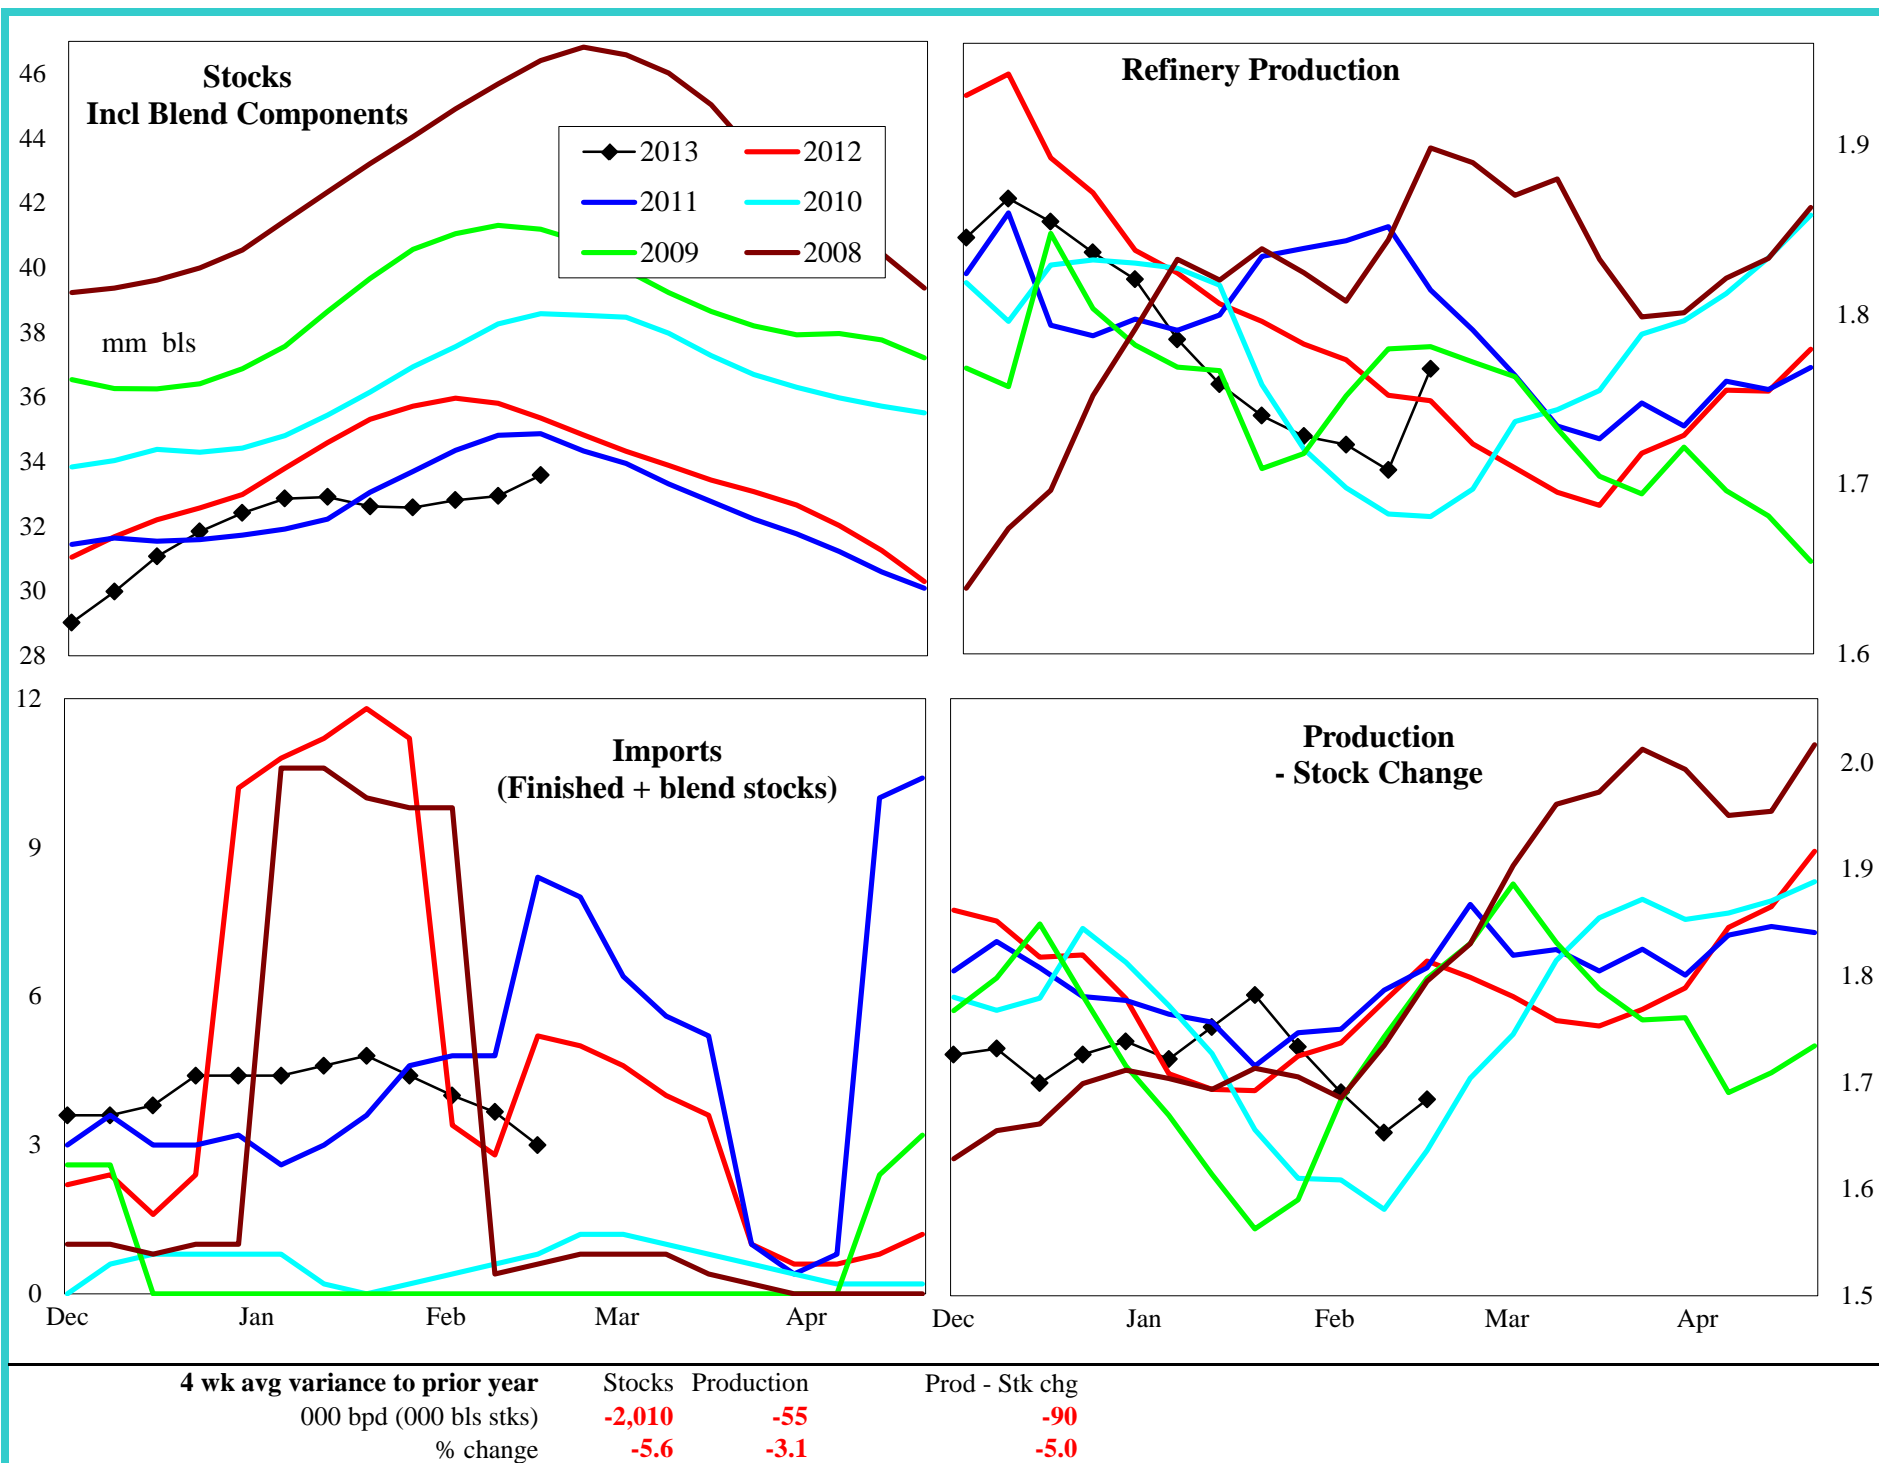 Stocks
Incl Blend Components
46
44
42
40
38
36
34
32
30
28
mm bls
2013 2012
2011 2010
2009 2008
Refinery Production
1.9
1.8
1.7
1.6
Imports
(Finished + blend stocks)
12
9
6
3
0
Dec Jan Feb Mar Apr
Production
- Stock Change
2.0
1.9
1.8
1.7
1.6
1.5
Dec Jan Feb Mar Apr
4 wk avg variance to prior year Stocks Production Prod - Stk chg
000 bpd (000 bls stks) -2,010 -55 -90
% change -5.6 -3.1 -5.0